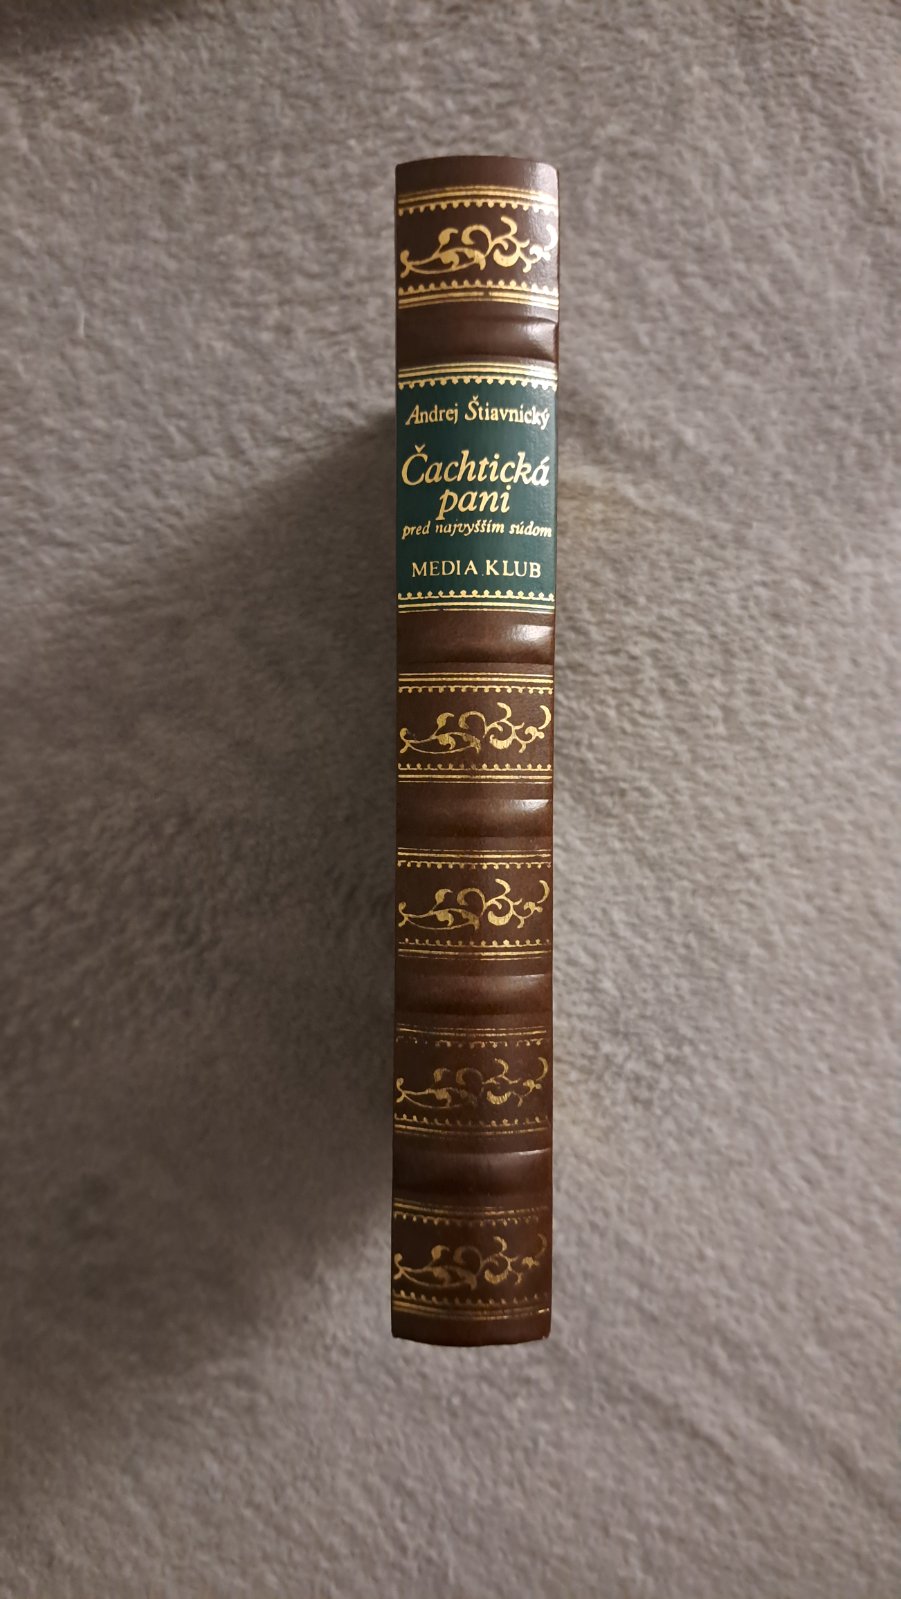 Andrej Štiavnický
Čachtická
pani
pred najvyšším súdom
MEDIA KLUB